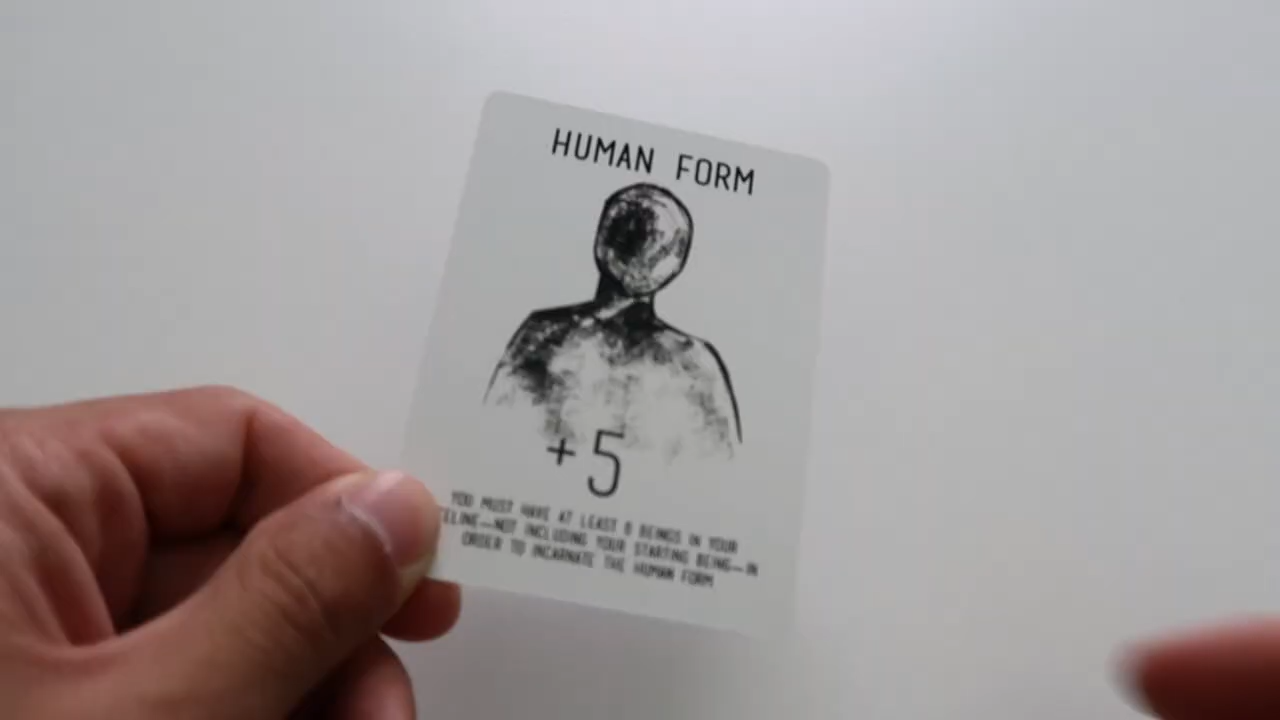 HUMAN FORM
+5
YOU MUST HAVE AT LEAST 8 BEINGS IN YOUR
—NOT INCLUDING YOUR STARTING BEING—IN
ORDER TO INCARNATE THE HUMAN FORM